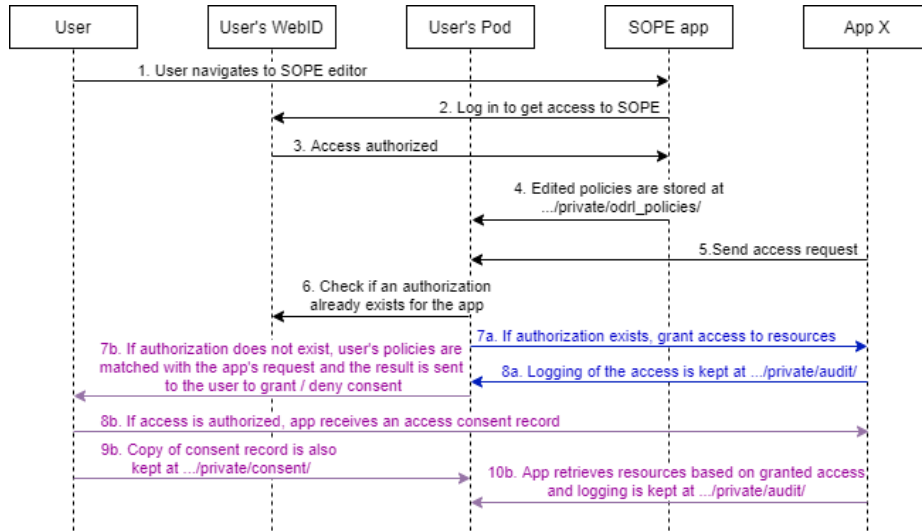 User
User's WebID
User's Pod
SOPE app
App X
1. User navigates to SOPE editor
2. Log in to get access to SOPE
3. Access authorized
4. Edited policies are stored at
.../private/odrl_policies/
5.Send access request
6. Check if an authorization
already exists for the app
7a. If authorization exists, grant access to resources
7b. If authorization does not exist, user's policies are
matched with the app's request and the result is sent
to the user to grant / deny consent
8a. Logging of the access is kept at .../private/audit/
8b. If access is authorized, app receives an access consent record
9b. Copy of consent record is also
kept at .../private/consent/
10b. App retrieves resources based on granted access
and logging is kept at .../private/audit/